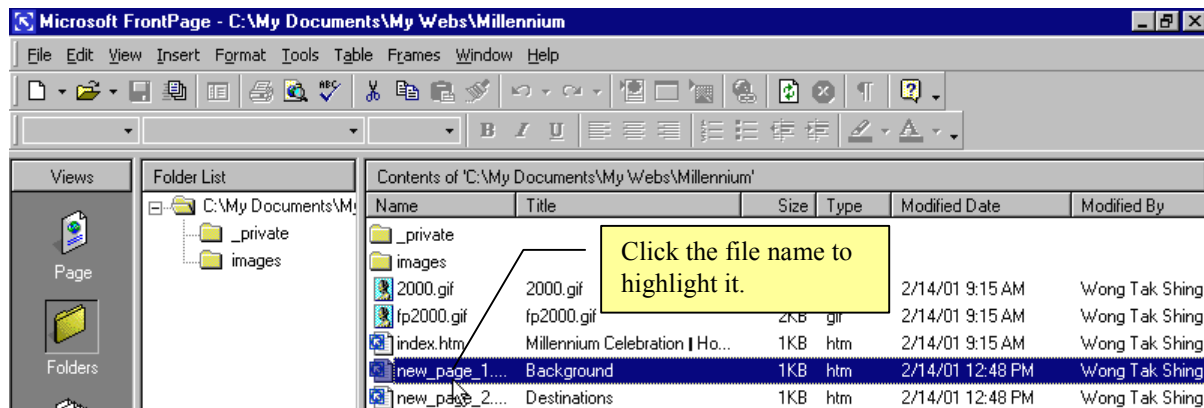 Microsoft FrontPage - C:\My Documents\My Webs\Millennium
File Edit View Insert Format Tools Table Frames Window Help
ABC
B I U A
Views Folder List Contents of 'C:\My Documents\My Webs\Millennium'
C:\My Documents\My Name Title Size Type Modified Date Modified By
_private _private
images images
Page
Click the file name to
highlight it.
2000.gif 2000.gif 2/14/01 9:15 AM Wong Tak Shing
fp2000.gif fp2000.gif 2KB gif 2/14/01 9:15 AM Wong Tak Shing
index.htm Millennium Celebration | Ho... 1KB htm 2/14/01 9:15 AM Wong Tak Shing
Folders new_page_1.... Background 1KB htm 2/14/01 12:48 PM Wong Tak Shing
new_page_2.... Destinations 1KB htm 2/14/01 12:48 PM Wong Tak Shing